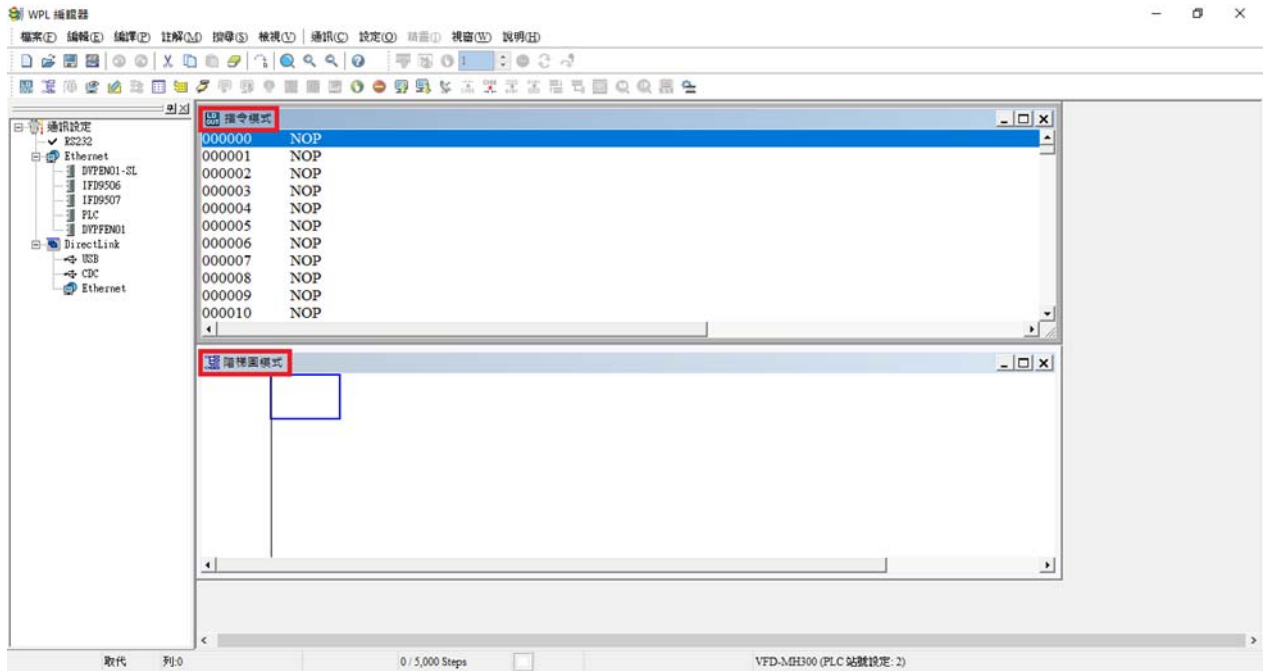 WPL 編輯器
檔案(F) 編輯(E) 編譯(P) 註解(M) 搜尋(S) 檢視(V) 通訊(C) 設定(O) 精靈(I) 視窗(W) 說明(H)
1
通訊設定
RS232
Ethernet
DVPEN01-SL
IFD9506
IFD9507
PLC
DVPFEN01
DirectLink
USB
CDC
Ethernet
指令模式
000000 NOP
000001 NOP
000002 NOP
000003 NOP
000004 NOP
000005 NOP
000006 NOP
000007 NOP
000008 NOP
000009 NOP
000010 NOP
階梯圖模式
取代 列:0 0 / 5,000 Steps VFD-MH300 (PLC 站號設定: 2)